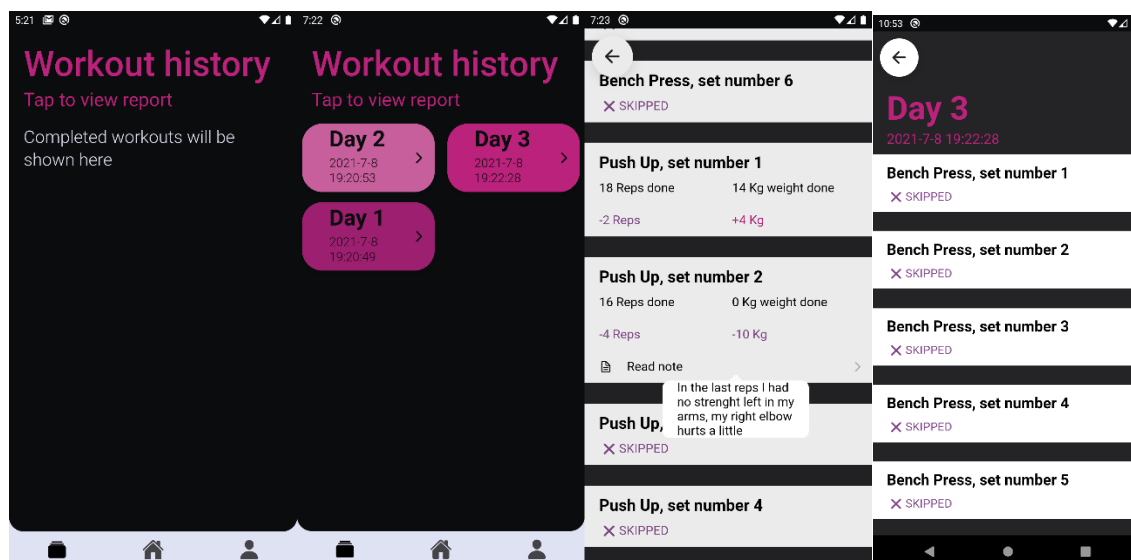 5:21
Workout history
Tap to view report
Completed workouts will be
shown here
7:22
Workout history
Tap to view report
Day 2
2021-7-8
19:20:53
Day 3
2021-7-8
19:22:28
Day 1
2021-7-8
19:20:49
7:23
Bench Press, set number 6
SKIPPED
Push Up, set number 1
18 Reps done 14 Kg weight done
-2 Reps +4 Kg
Push Up, set number 2
16 Reps done 0 Kg weight done
-4 Reps -10 Kg
Read note
In the last reps I had
no strenght left in my
arms, my right elbow
hurts a little
Push Up,
SKIPPED
Push Up, set number 4
SKIPPED
10:53
Day 3
2021-7-8 19:22:28
Bench Press, set number 1
SKIPPED
Bench Press, set number 2
SKIPPED
Bench Press, set number 3
SKIPPED
Bench Press, set number 4
SKIPPED
Bench Press, set number 5
SKIPPED